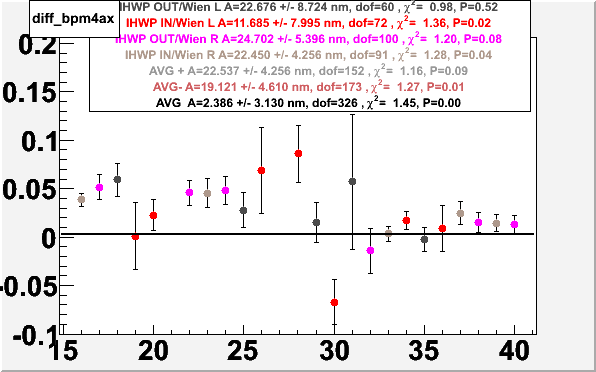 diff_bpm4ax
IHWP OUT/Wien L A=22.676 +/- 8.724 nm, dof=60 , χ²= 0.98, P=0.52
IHWP IN/Wien L A=11.685 +/- 7.995 nm, dof=72 , χ²= 1.36, P=0.02
IHWP OUT/Wien R A=24.702 +/- 5.396 nm, dof=100 , χ²= 1.20, P=0.08
IHWP IN/Wien R A=22.450 +/- 4.256 nm, dof=91 , χ²= 1.28, P=0.04
AVG + A=22.537 +/- 4.256 nm, dof=152 , χ²= 1.16, P=0.09
AVG- A=19.121 +/- 4.610 nm, dof=173 , χ²= 1.27, P=0.01
AVG A=2.386 +/- 3.130 nm, dof=326 , χ²= 1.45, P=0.00
0.2
0.15
0.1
0.05
0
-0.05
-0.1
15 20 25 30 35 40